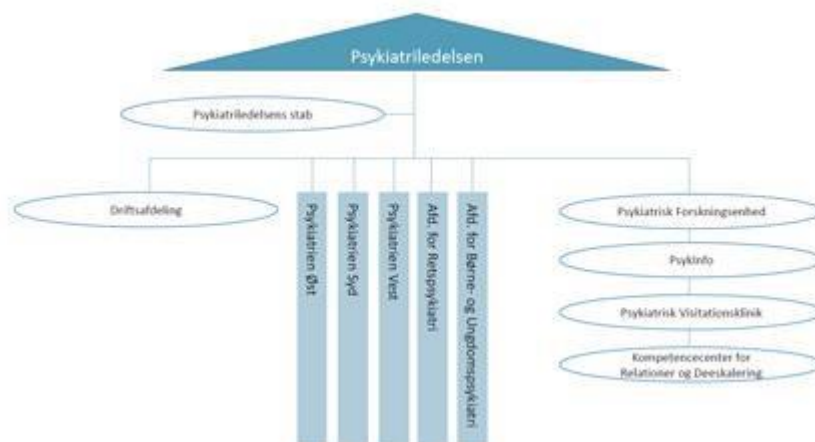 Psykiatriledelsen
Psykiatriledelsens stab
Driftsafdeling
Psykiatrien Øst
Psykiatrien Syd
Psykiatrien Vest
Afd. for Retspsykiatri
Afd. for Børne- og Ungdomspsykiatri
Psykiatrisk Forskningsenhed
PsykInfo
Psykiatrisk Visitationsklinik
Kompetencecenter for
Relationer og Deeskalering